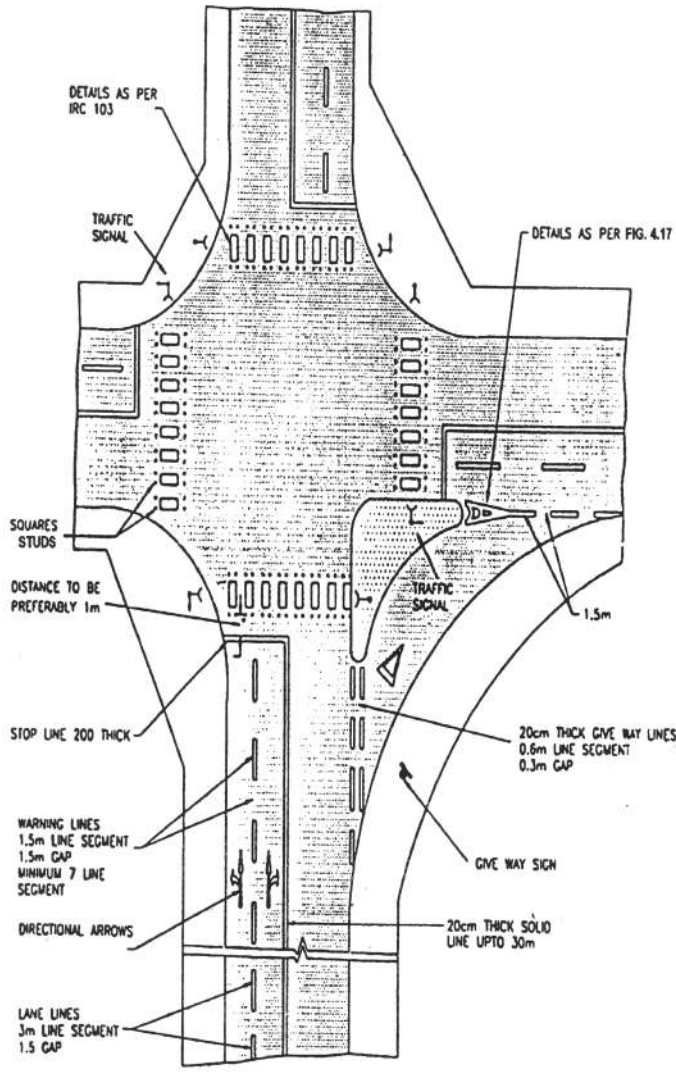 DETAILS AS PER
IRC 103
TRAFFIC
SIGNAL
DETAILS AS PER FIG. 4.17
SQUARES
STUDS
DISTANCE TO BE
PREFERABLY 1m
TRAFFIC
SIGNAL
1.5m
STOP LINE 200 THICK
20cm THICK GIVE WAY LINES
0.6m LINE SEGMENT
0.3m GAP
WARNING LINES
1.5m LINE SEGMENT
1.5m GAP
MINIMUM 7 LINE
SEGMENT
GIVE WAY SIGN
DIRECTIONAL ARROWS
20cm THICK SOLID
LINE UPTO 30m
LANE LINES
3m LINE SEGMENT
1.5 GAP